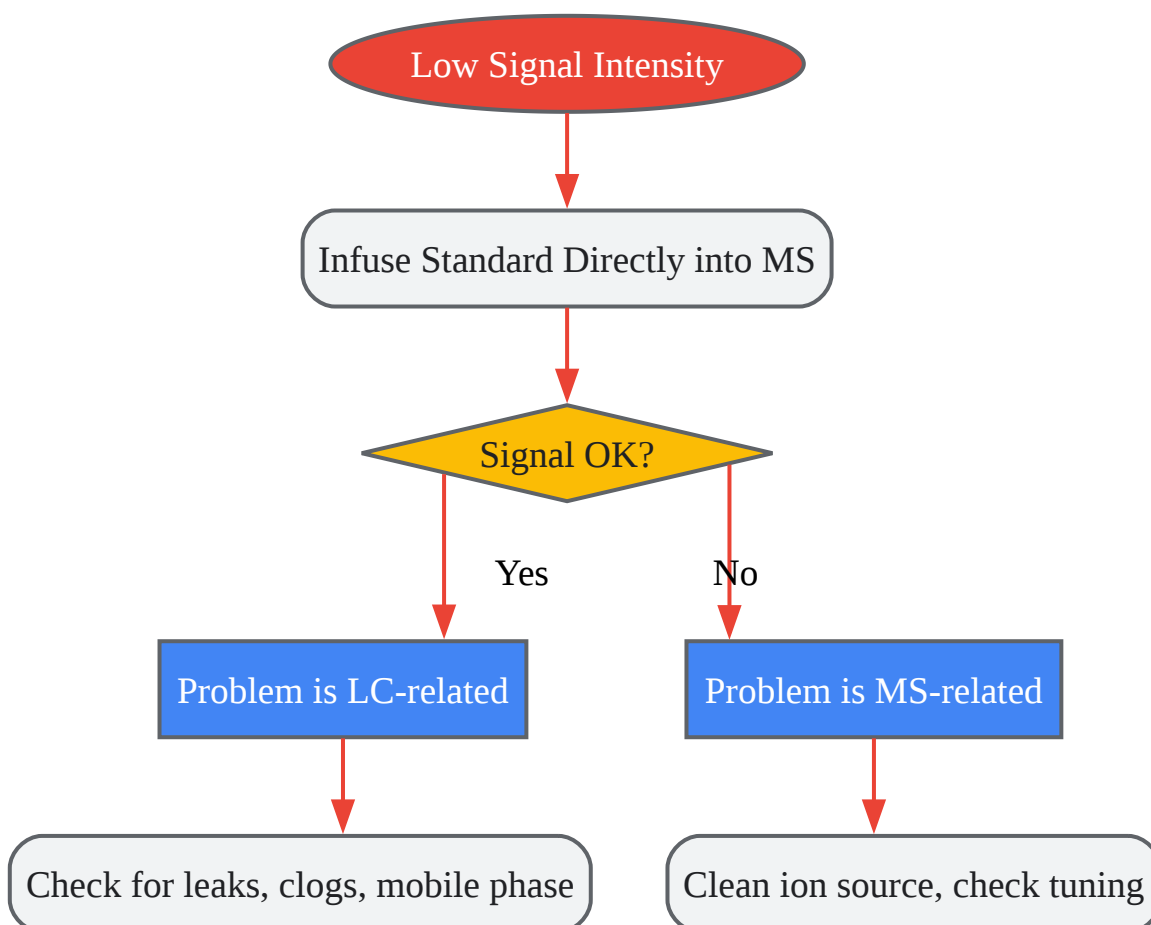 Low Signal Intensity
Infuse Standard Directly into MS
Signal OK?
Yes
No
Problem is LC-related
Problem is MS-related
Check for leaks, clogs, mobile phase
Clean ion source, check tuning